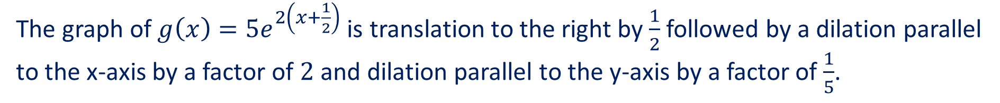 The graph of g(x) = 5e^{2(x+\frac{1}{2})} is translation to the right by \frac{1}{2} followed by a dilation parallel
to the x-axis by a factor of 2 and dilation parallel to the y-axis by a factor of \frac{1}{5}.